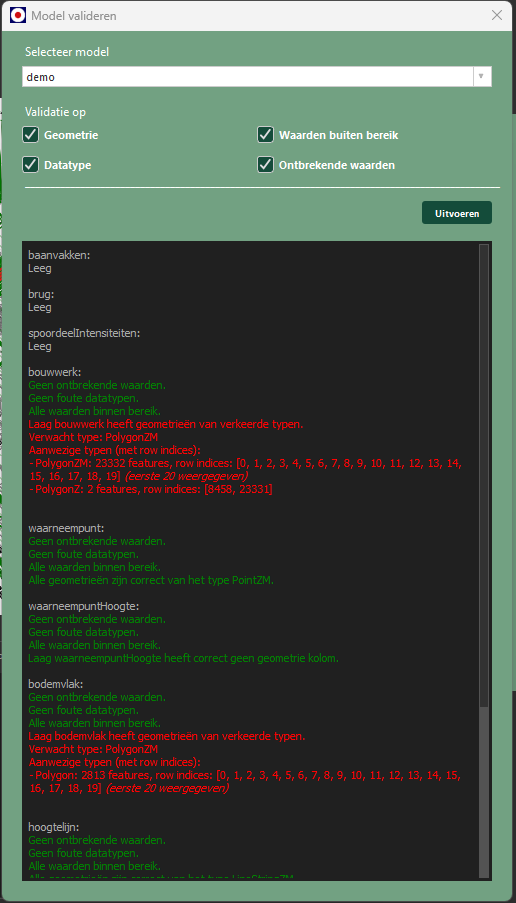 Model valideren
Selecteer model
demo
Validatie op
Geometrie
Waarden buiten bereik
Datatype
Ontbrekende waarden
Uitvoeren
baanvakken:
Leeg
brug:
Leeg
spoordeelIntensiteiten:
Leeg
bouwwerk:
Geen ontbrekende waarden.
Geen foute datatypen.
Alle waarden binnen bereik.
Laag bouwwerk heeft geometrieën van verkeerde typen.
Verwacht type: PolygonZM
Aanwezige typen (met row indices):
- PolygonZM: 23332 features, row indices: [0, 1, 2, 3, 4, 5, 6, 7, 8, 9, 10, 11, 12, 13, 14,
15, 16, 17, 18, 19] (eerste 20 weergegeven)
- PolygonZ: 2 features, row indices: [8458, 23331]
waarneempunt:
Geen ontbrekende waarden.
Geen foute datatypen.
Alle waarden binnen bereik.
Alle geometrieën zijn correct van het type PointZM.
waarneempuntHoogte:
Geen ontbrekende waarden.
Geen foute datatypen.
Alle waarden binnen bereik.
Laag waarneempuntHoogte heeft correct geen geometrie kolom.
bodemvlak:
Geen ontbrekende waarden.
Geen foute datatypen.
Alle waarden binnen bereik.
Laag bodemvlak heeft geometrieën van verkeerde typen.
Verwacht type: PolygonZM
Aanwezige typen (met row indices):
- Polygon: 2813 features, row indices: [0, 1, 2, 3, 4, 5, 6, 7, 8, 9, 10, 11, 12, 13, 14, 15,
16, 17, 18, 19] (eerste 20 weergegeven)
hoogtelijn:
Geen ontbrekende waarden.
Geen foute datatypen.
Alle waarden binnen bereik.
Alle geometrieën zijn correct van het type LineStringZM.